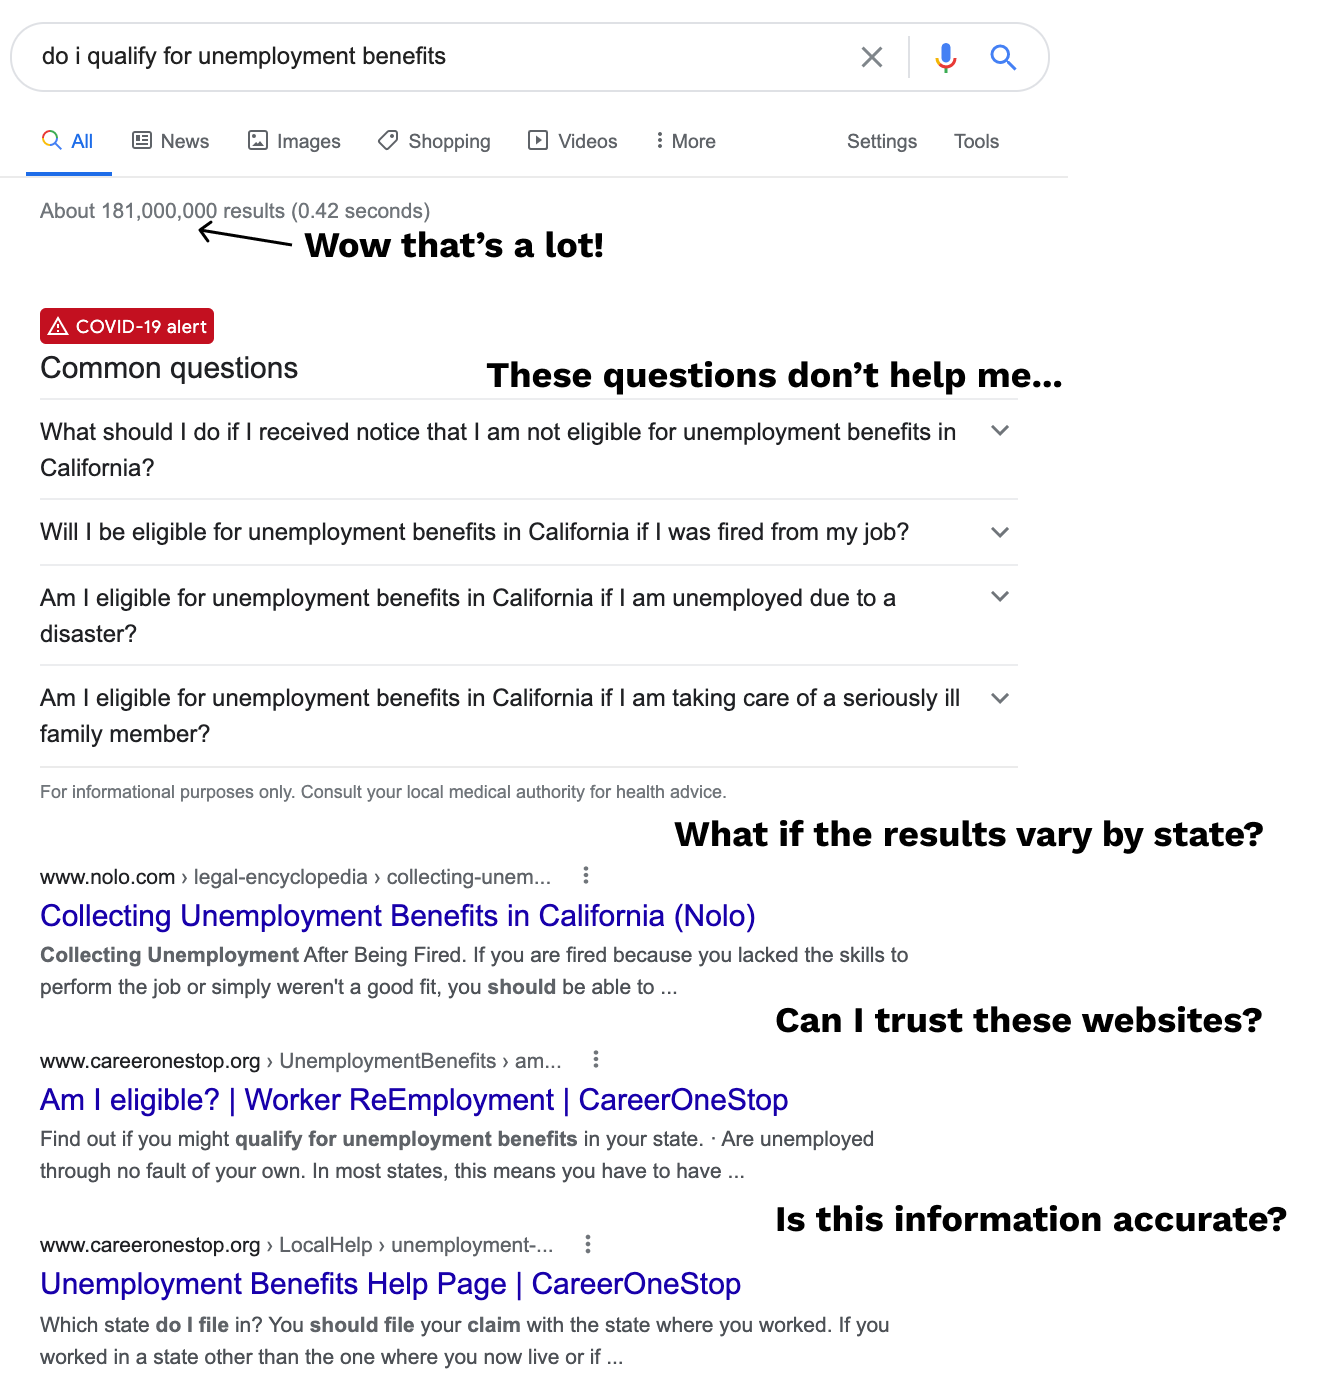 do i qualify for unemployment benefits
All News Images Shopping Videos More Settings Tools
About 181,000,000 results (0.42 seconds)
Wow that’s a lot!
COVID-19 alert
Common questions
These questions don’t help me...
What should I do if I received notice that I am not eligible for unemployment benefits in
California?
Will I be eligible for unemployment benefits in California if I was fired from my job?
Am I eligible for unemployment benefits in California if I am unemployed due to a
disaster?
Am I eligible for unemployment benefits in California if I am taking care of a seriously ill
family member?
For informational purposes only. Consult your local medical authority for health advice.
What if the results vary by state?
www.nolo.com › legal-encyclopedia › collecting-unem...
Collecting Unemployment Benefits in California (Nolo)
Collecting Unemployment After Being Fired. If you are fired because you lacked the skills to
perform the job or simply weren't a good fit, you should be able to ...
Can I trust these websites?
www.careeronestop.org › UnemploymentBenefits › am...
Am I eligible? | Worker ReEmployment | CareerOneStop
Find out if you might qualify for unemployment benefits in your state. · Are unemployed
through no fault of your own. In most states, this means you have to have ...
Is this information accurate?
www.careeronestop.org › LocalHelp › unemployment-...
Unemployment Benefits Help Page | CareerOneStop
Which state do I file in? You should file your claim with the state where you worked. If you
worked in a state other than the one where you now live or if ...